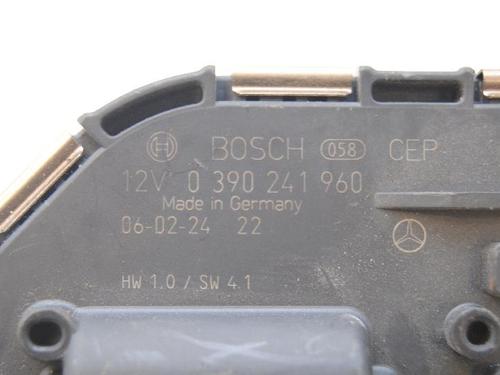 BOSCH 058 CEP
12V 0 390 241 960
Made in Germany
06-02-24 22
HW 1.0 / SW 4.1